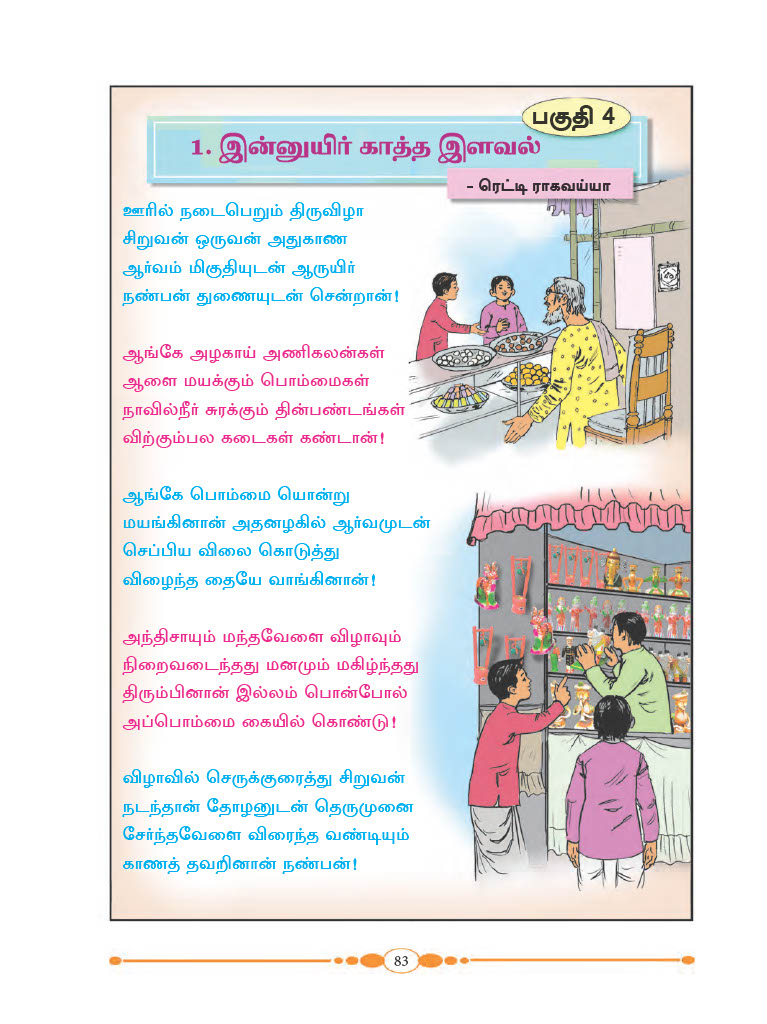 பகுதி 4
1. இன்னுயிர் காத்த இளவல்
- ரெட்டி ராகவய்யா
ஊரில் நடைபெறும் திருவிழா
சிறுவன் ஒருவன் அதுகாண
ஆர்வம் மிகுதியுடன் ஆருயிர்
நண்பன் துணையுடன் சென்றான்!
ஆங்கே அழகாய் அணிகலன்கள்
ஆளை மயக்கும் பொம்மைகள்
நாவில்நீர் சுரக்கும் தின்பண்டங்கள்
விற்கும்பல கடைகள் கண்டான்!
ஆங்கே பொம்மை யொன்று
மயங்கினான் அதனழகில் ஆர்வமுடன்
செப்பிய விலை கொடுத்து
விழைந்த தையே வாங்கினான்!
அந்திசாயும் மந்தவேளை விழாவும்
நிறைவடைந்தது மனமும் மகிழ்ந்தது
திரும்பினான் இல்லம் பொன்போல்
அப்பொம்மை கையில் கொண்டு!
விழாவில் செருக்குரைத்து சிறுவன்
நடந்தான் தோழனுடன் தெருமுனை
சேர்ந்தவேளை விரைந்த வண்டியும்
காணத் தவறினான் நண்பன்!
83